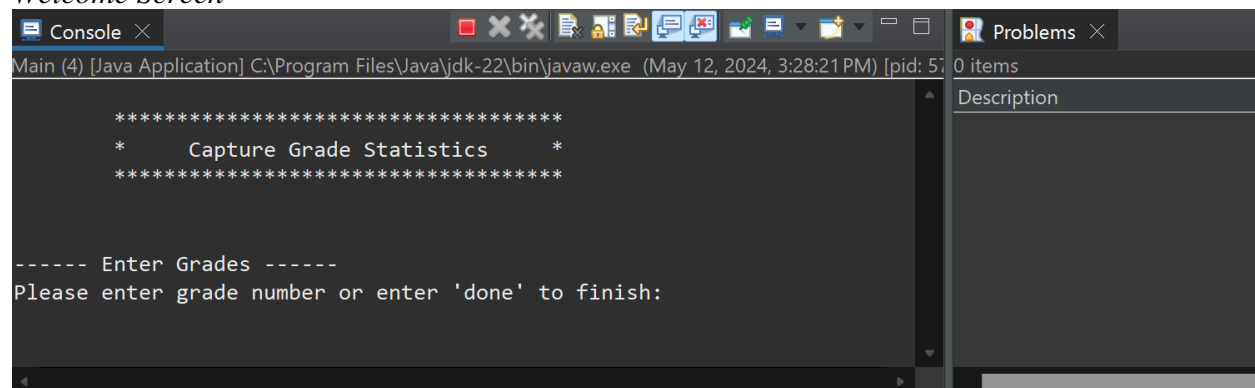 Welcome Screen
Console
Problems
Main (4) [Java Application] C:\Program Files\Java\jdk-22\bin\javaw.exe (May 12, 2024, 3:28:21 PM) [pid: 57
0 items
Description
************************************
* Capture Grade Statistics *
************************************
------ Enter Grades ------
Please enter grade number or enter 'done' to finish: